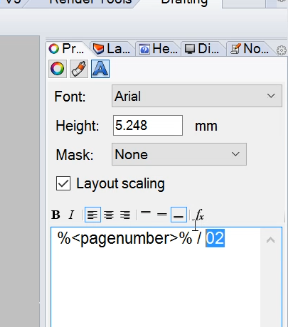 V5 Render Tools Drafting
Pr... La... He... Di... No...
Font: Arial
Height: 5.248 mm
Mask: None
Layout scaling
B I fx
%<pagenumber>% / 02